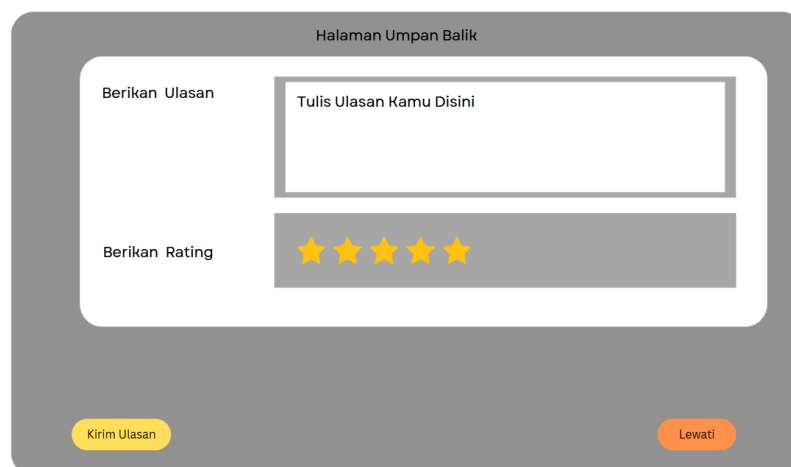 Halaman Umpan Balik
Berikan Ulasan
Tulis Ulasan Kamu Disini
Berikan Rating
Kirim Ulasan
Lewati